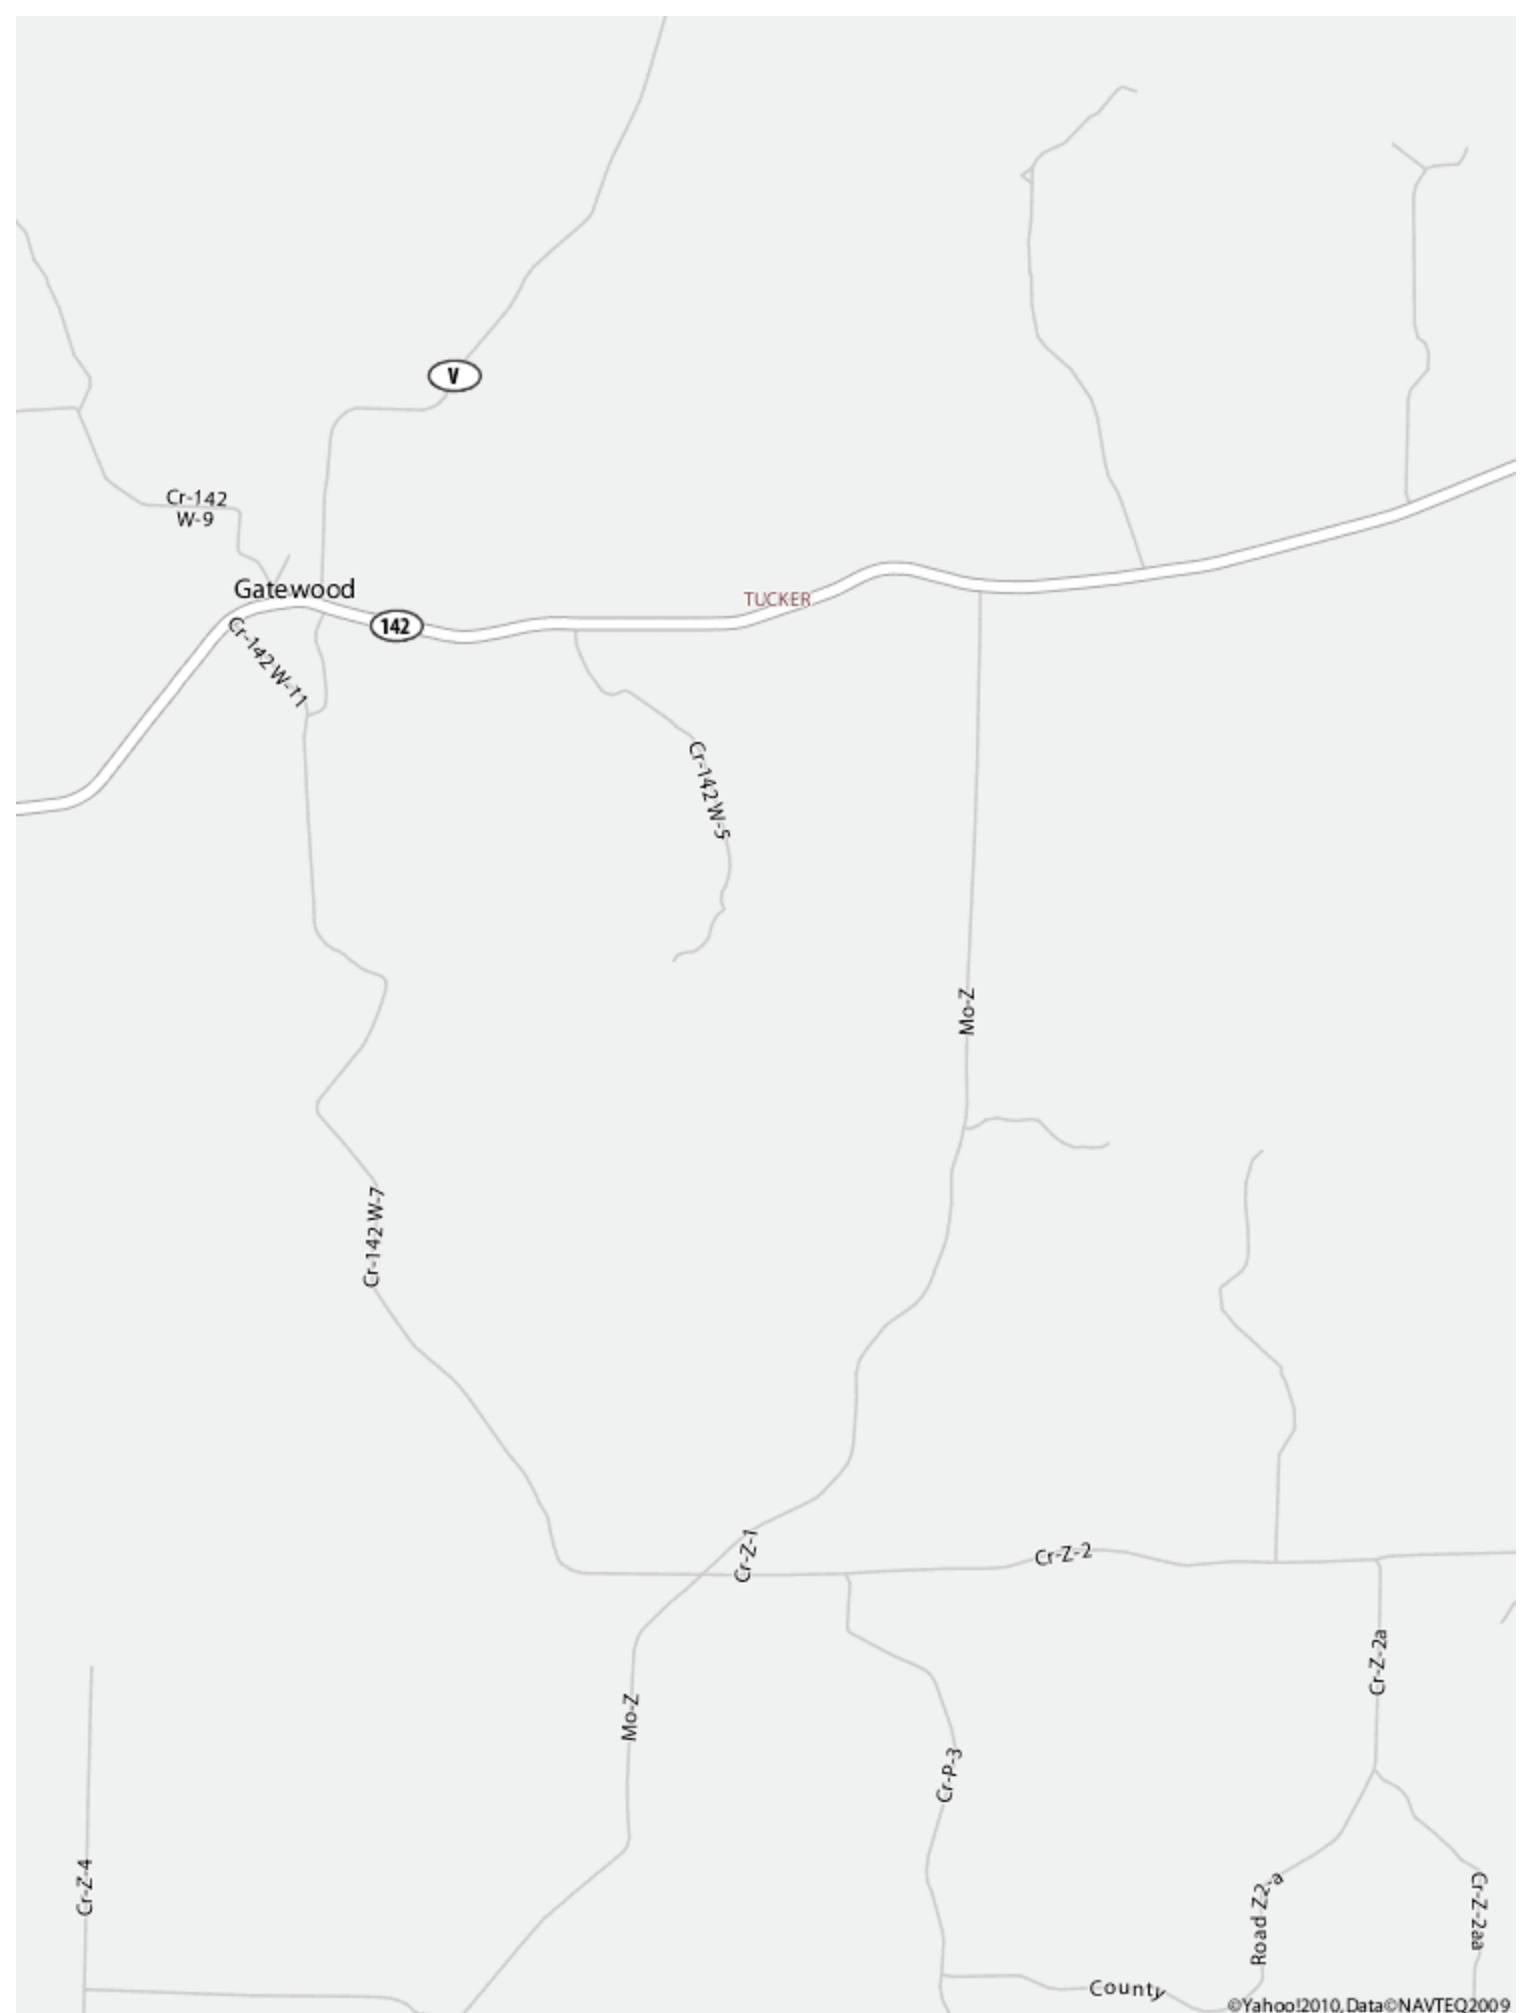 V
Cr-142
W-9
Gatewood
142
TUCKER
Cr-142 W-11
Cr-142 W-5
Mo-Z
Cr-142 W-7
Cr-Z-1
Cr-Z-2
Cr-Z-2a
Mo-Z
Cr-P-3
Cr-Z-4
Road Z2-a
Cr-Z-2aa
County
©Yahoo!2010,Data©NAVTEQ2009